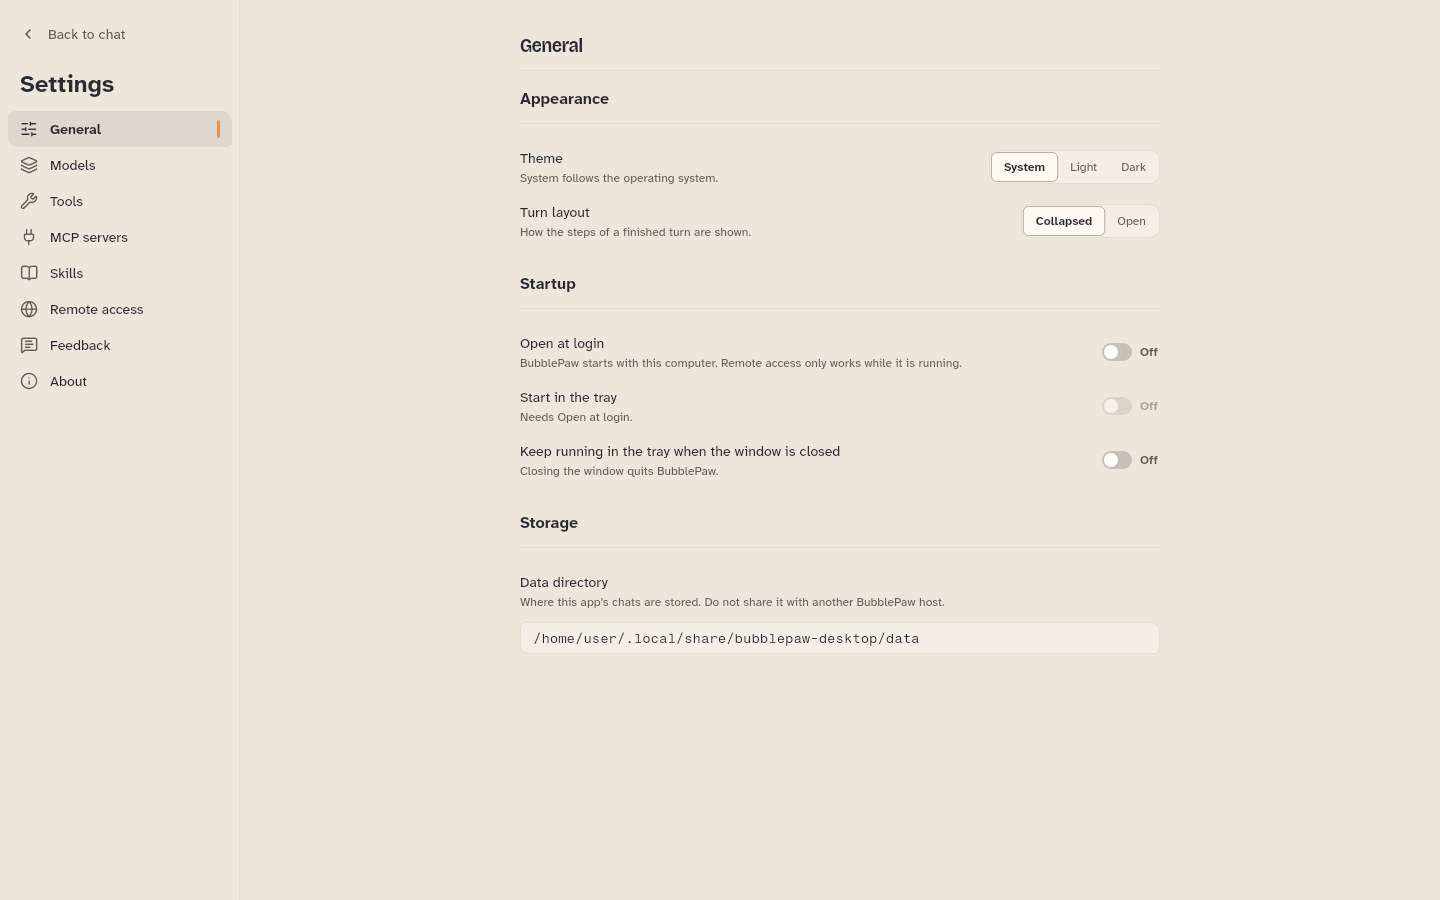 Back to chat
Settings
General
Models
Tools
MCP servers
Skills
Remote access
Feedback
About
General
Appearance
Theme
System follows the operating system.
System Light Dark
Turn layout
How the steps of a finished turn are shown.
Collapsed Open
Startup
Open at login
BubblePaw starts with this computer. Remote access only works while it is running.
Off
Start in the tray
Needs Open at login.
Off
Keep running in the tray when the window is closed
Closing the window quits BubblePaw.
Off
Storage
Data directory
Where this app's chats are stored. Do not share it with another BubblePaw host.
/home/user/.local/share/bubblepaw-desktop/data